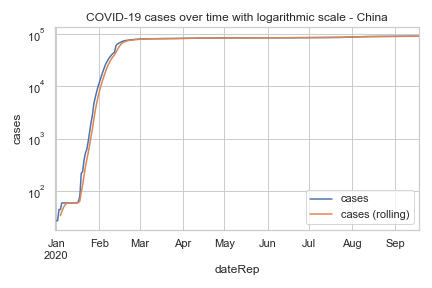 COVID-19 cases over time with logarithmic scale - China
10^5
10^4
10^3
10^2
cases
cases
cases (rolling)
Jan Feb Mar Apr May Jun Jul Aug Sep
2020
dateRep